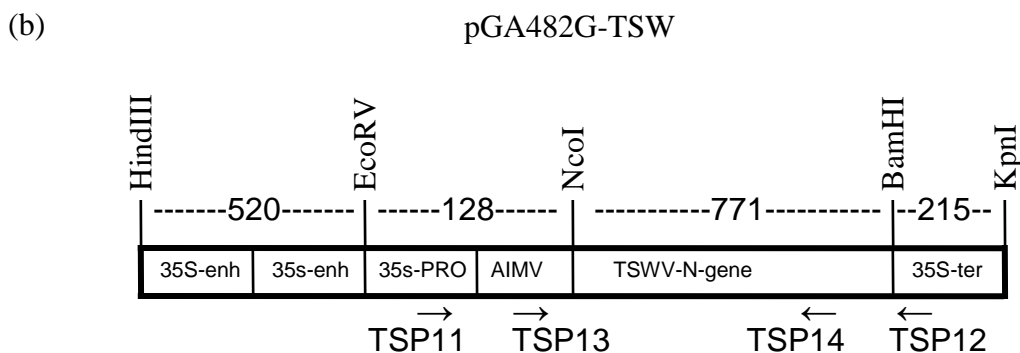 (b) pGA482G-TSW
HindIII EcoRV NcoI BamHI KpnI
-------520------- -------128------ ---------771---------- --215---
35S-enh 35s-enh 35s-PRO AIMV TSWV-N-gene 35S-ter
→ → ← ←
TSP11 TSP13 TSP14 TSP12